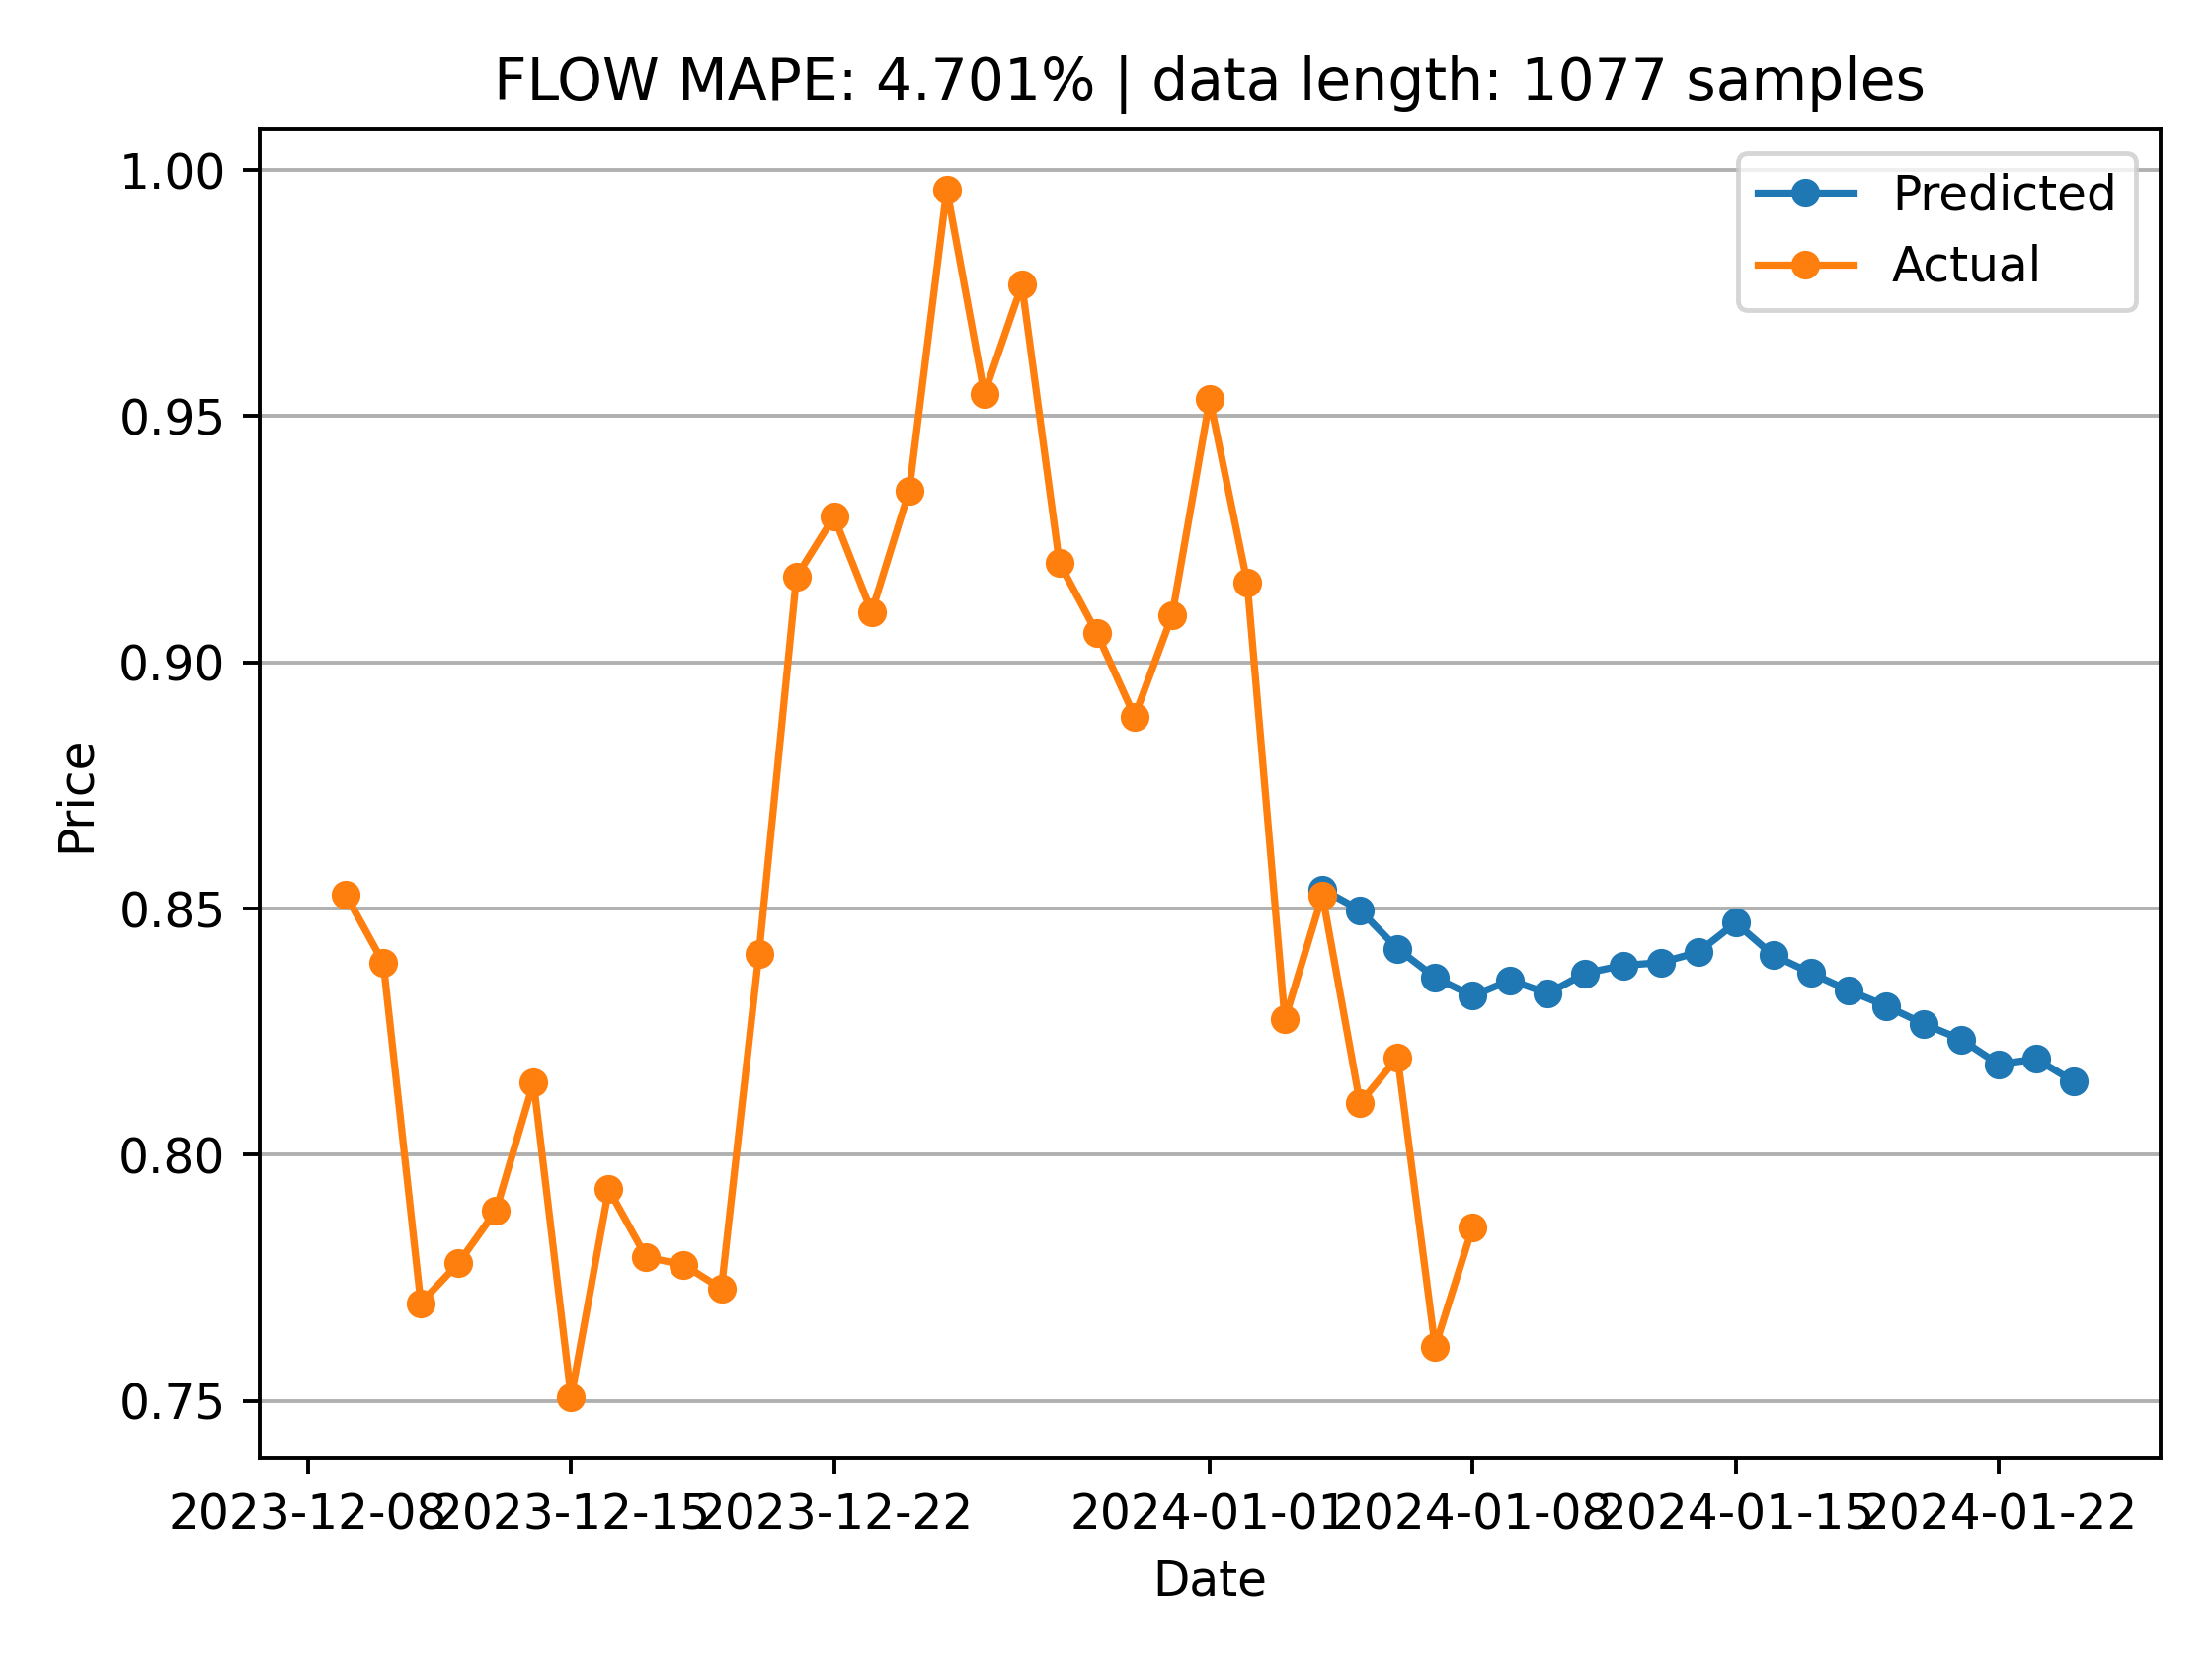 FLOW MAPE: 4.701% | data length: 1077 samples
Predicted
Actual
1.00
0.95
0.90
0.85
0.80
0.75
Price
2023-12-08 2023-12-15 2023-12-22 2024-01-01 2024-01-08 2024-01-15 2024-01-22
Date